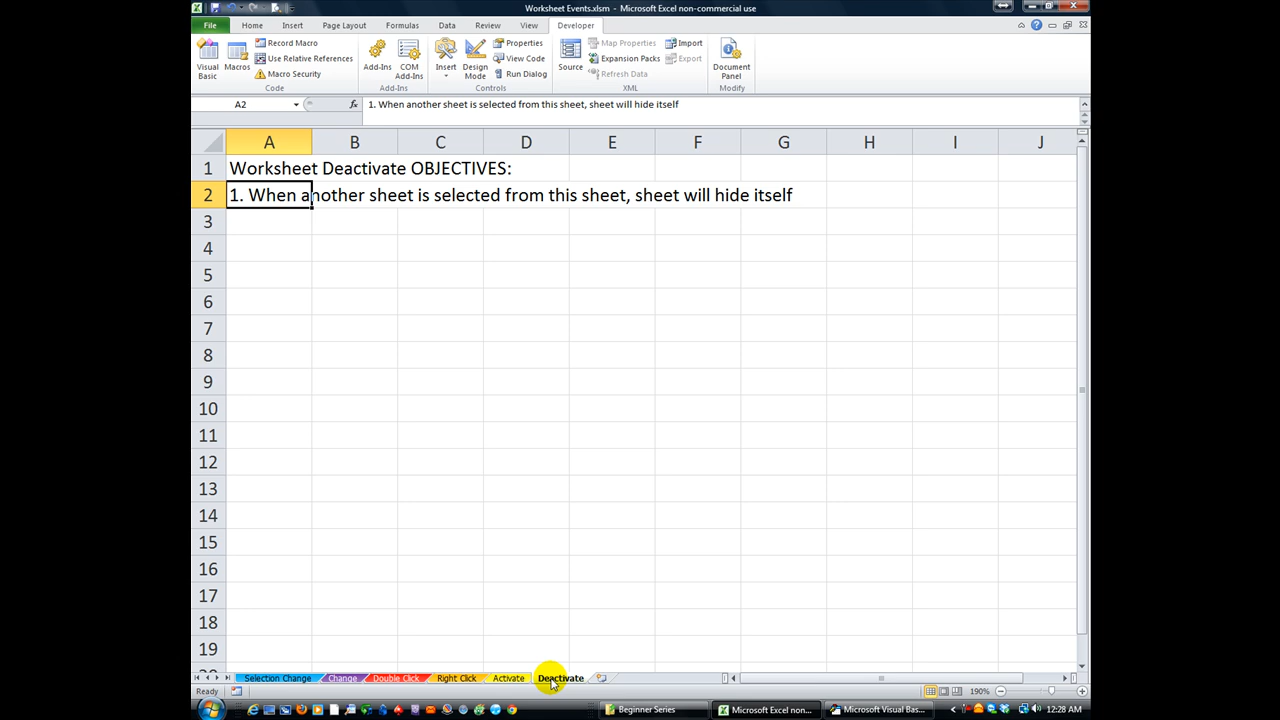 Worksheet Events.xlsm - Microsoft Excel non-commercial use
File Home Insert Page Layout Formulas Data Review View Developer
Visual Basic
Macros
Record Macro
Use Relative References
Macro Security
Code
Add-Ins
COM Add-Ins
Add-Ins
Insert
Design Mode
Properties
View Code
Run Dialog
Controls
Source
Map Properties
Expansion Packs
Refresh Data
Import
Export
XML
Document Panel
Modify
A2 fx 1. When another sheet is selected from this sheet, sheet will hide itself
A B C D E F G H I J
1 Worksheet Deactivate OBJECTIVES:
2 1. When another sheet is selected from this sheet, sheet will hide itself
3
4
5
6
7
8
9
10
11
12
13
14
15
16
17
18
19
Selection Change Change Double Click Right Click Activate Deactivate
Ready 190%
Beginner Series Microsoft Excel non... Microsoft Visual Bas... 12:28 AM